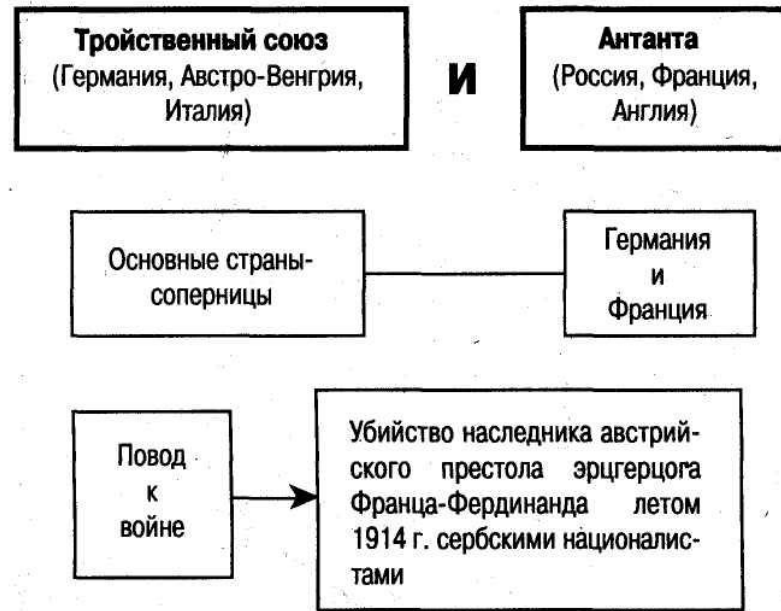 Тройственный союз
(Германия, Австро-Венгрия,
Италия)
И
Антанта
(Россия, Франция,
Англия)
Основные страны-
соперницы
Германия
и
Франция
Повод
к
войне
Убийство наследника австрий-
ского престола эрцгерцога
Франца-Фердинанда летом
1914 г. сербскими националис-
тами